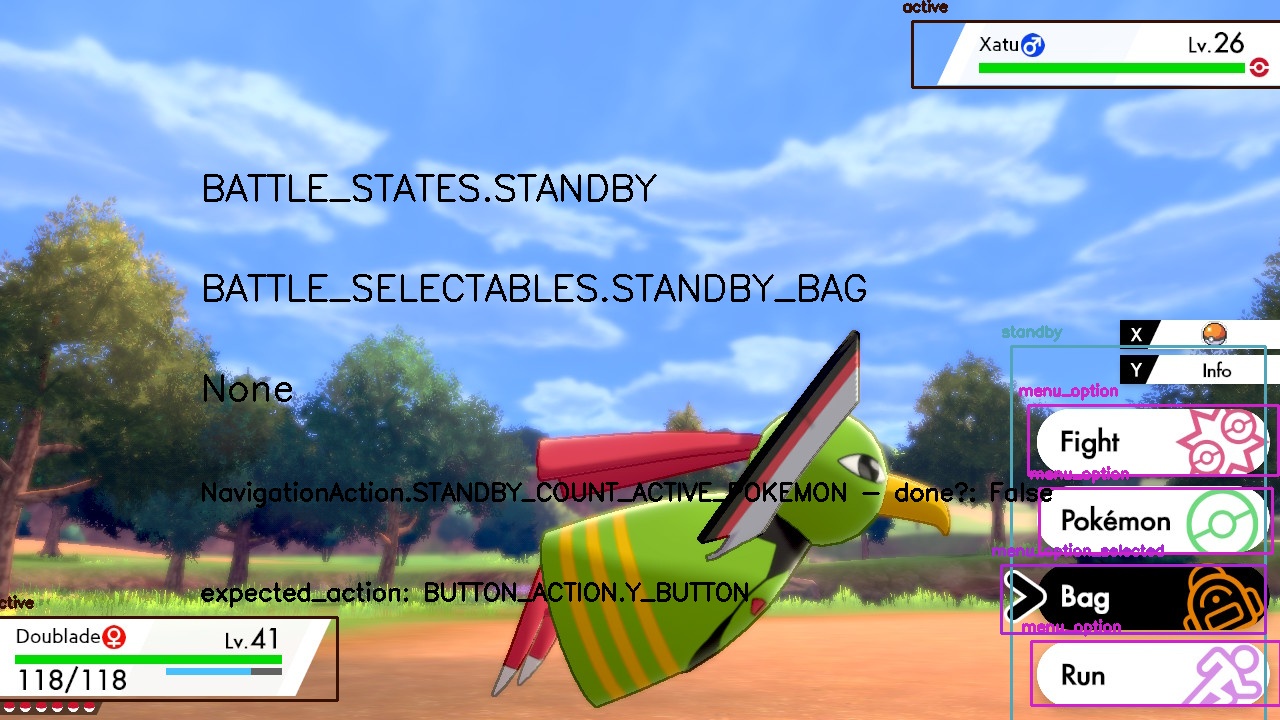 active
Xatu Lv.26
BATTLE_STATES.STANDBY
BATTLE_SELECTABLES.STANDBY_BAG
standby
X
Y Info
None
menu_option
Fight
menu_option
NavigationAction.STANDBY_COUNT_ACTIVE_POKEMON - done?: False
Pokémon
menu_option_selected
expected_action: BUTTON_ACTION.Y_BUTTON
Bag
ctive
menu_option
Doublade Lv.41
118/118
Run